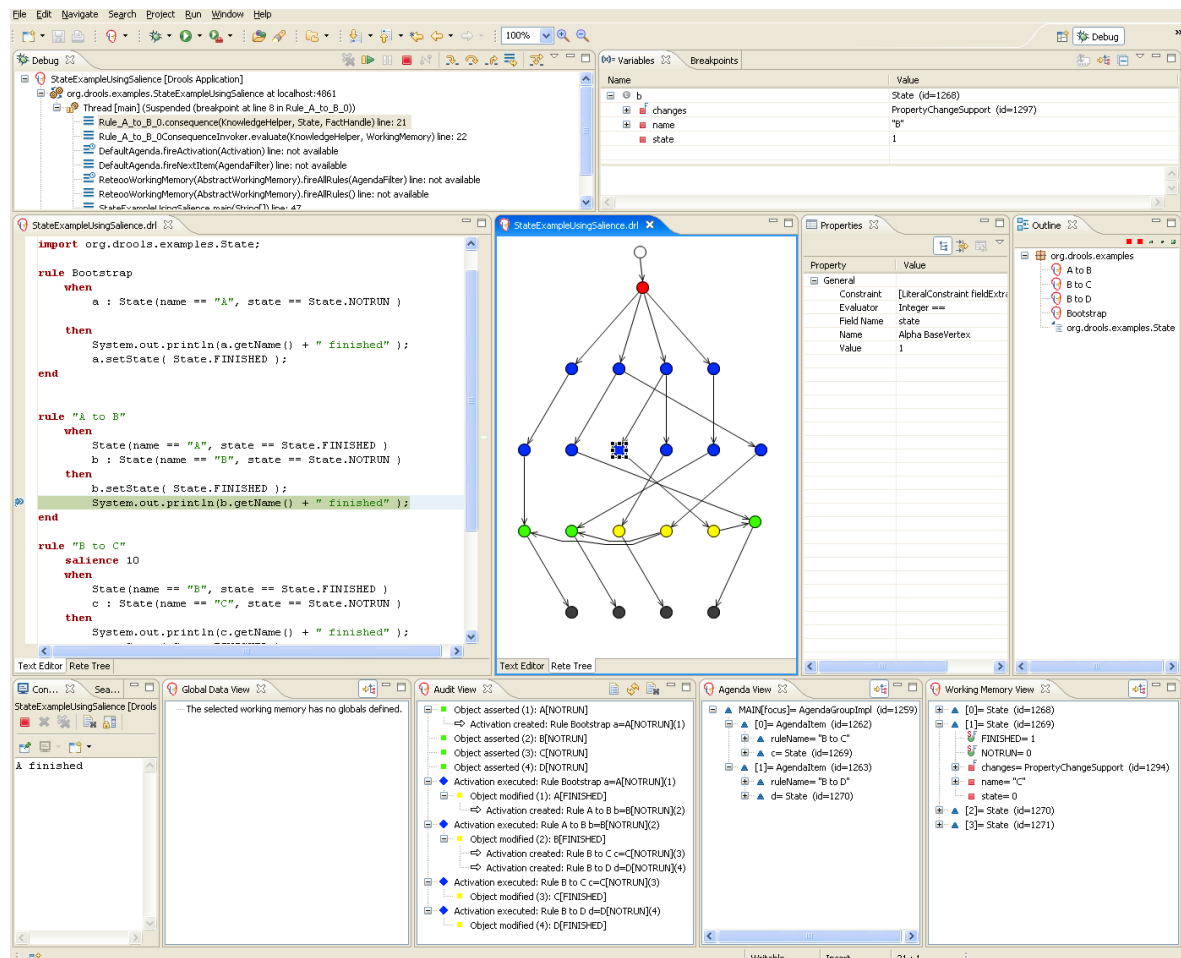 File Edit Navigate Search Project Run Window Help
100%
Debug
Debug
StateExampleUsingSalience [Drools Application]
org.drools.examples.StateExampleUsingSalience at localhost:4861
Thread [main] (Suspended (breakpoint at line 8 in Rule_A_to_B_0))
Rule_A_to_B_0.consequence(KnowledgeHelper, State, FactHandle) line: 21
Rule_A_to_B_0ConsequenceInvoker.evaluate(KnowledgeHelper, WorkingMemory) line: 22
DefaultAgenda.fireActivation(Activation) line: not available
DefaultAgenda.fireNextItem(AgendaFilter) line: not available
ReteooWorkingMemory(AbstractWorkingMemory).fireAllRules(AgendaFilter) line: not available
ReteooWorkingMemory(AbstractWorkingMemory).fireAllRules() line: not available
StateExampleUsingSalience.main(String[]) line: 47
(x)= Variables Breakpoints
Name Value
b State (id=1268)
changes PropertyChangeSupport (id=1297)
name "B"
state 1
StateExampleUsingSalience.drl
import org.drools.examples.State;
rule Bootstrap
when
a : State(name == "A", state == State.NOTRUN )
then
System.out.println(a.getName() + " finished" );
a.setState( State.FINISHED );
end
rule "A to B"
when
State(name == "A", state == State.FINISHED )
b : State(name == "B", state == State.NOTRUN )
then
b.setState( State.FINISHED );
System.out.println(b.getName() + " finished" );
end
rule "B to C"
salience 10
when
State(name == "B", state == State.FINISHED )
c : State(name == "C", state == State.NOTRUN )
then
System.out.println(c.getName() + " finished" );
Text Editor Rete Tree
StateExampleUsingSalience.drl
Text Editor Rete Tree
Properties
Property Value
General
Constraint [LiteralConstraint fieldExtra
Evaluator Integer ==
Field Name state
Name Alpha BaseVertex
Value 1
Outline
org.drools.examples
A to B
B to C
B to D
Bootstrap
org.drools.examples.State
Con... Sea...
StateExampleUsingSalience [Drools
A finished
Global Data View
The selected working memory has no globals defined.
Audit View
Object asserted (1): A[NOTRUN]
Activation created: Rule Bootstrap a=A[NOTRUN](1)
Object asserted (2): B[NOTRUN]
Object asserted (3): C[NOTRUN]
Object asserted (4): D[NOTRUN]
Activation executed: Rule Bootstrap a=A[NOTRUN](1)
Object modified (1): A[FINISHED]
Activation created: Rule A to B b=B[NOTRUN](2)
Activation executed: Rule A to B b=B[NOTRUN](2)
Object modified (2): B[FINISHED]
Activation created: Rule B to C c=C[NOTRUN](3)
Activation created: Rule B to D d=D[NOTRUN](4)
Activation executed: Rule B to C c=C[NOTRUN](3)
Object modified (3): C[FINISHED]
Activation executed: Rule B to D d=D[NOTRUN](4)
Object modified (4): D[FINISHED]
Agenda View
MAIN[focus]= AgendaGroupImpl (id=1259)
[0]= AgendaItem (id=1262)
ruleName= "B to C"
c= State (id=1269)
[1]= AgendaItem (id=1263)
ruleName= "B to D"
d= State (id=1270)
Working Memory View
[0]= State (id=1268)
[1]= State (id=1269)
FINISHED= 1
NOTRUN= 0
changes= PropertyChangeSupport (id=1294)
name= "C"
state= 0
[2]= State (id=1270)
[3]= State (id=1271)
Writable Insert 21 : 1